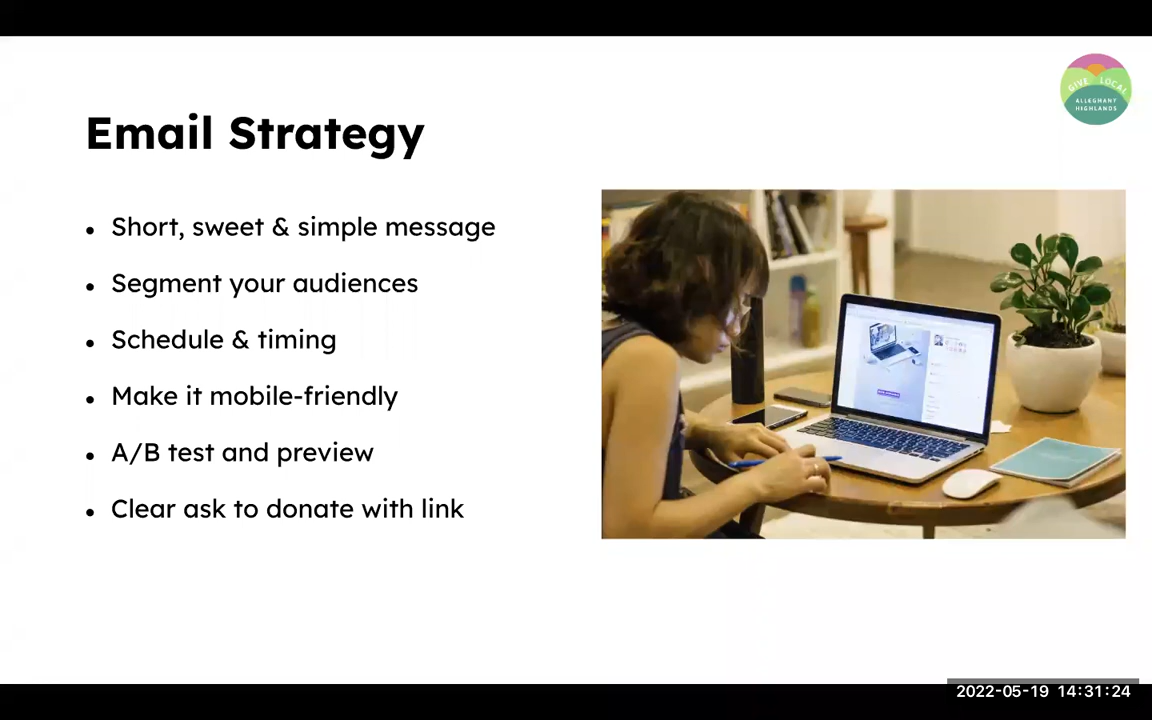 GIVE LOCAL
ALLEGHANY
HIGHLANDS
Email Strategy
Short, sweet & simple message
Segment your audiences
Schedule & timing
Make it mobile-friendly
A/B test and preview
Clear ask to donate with link
2022-05-19 14:31:24